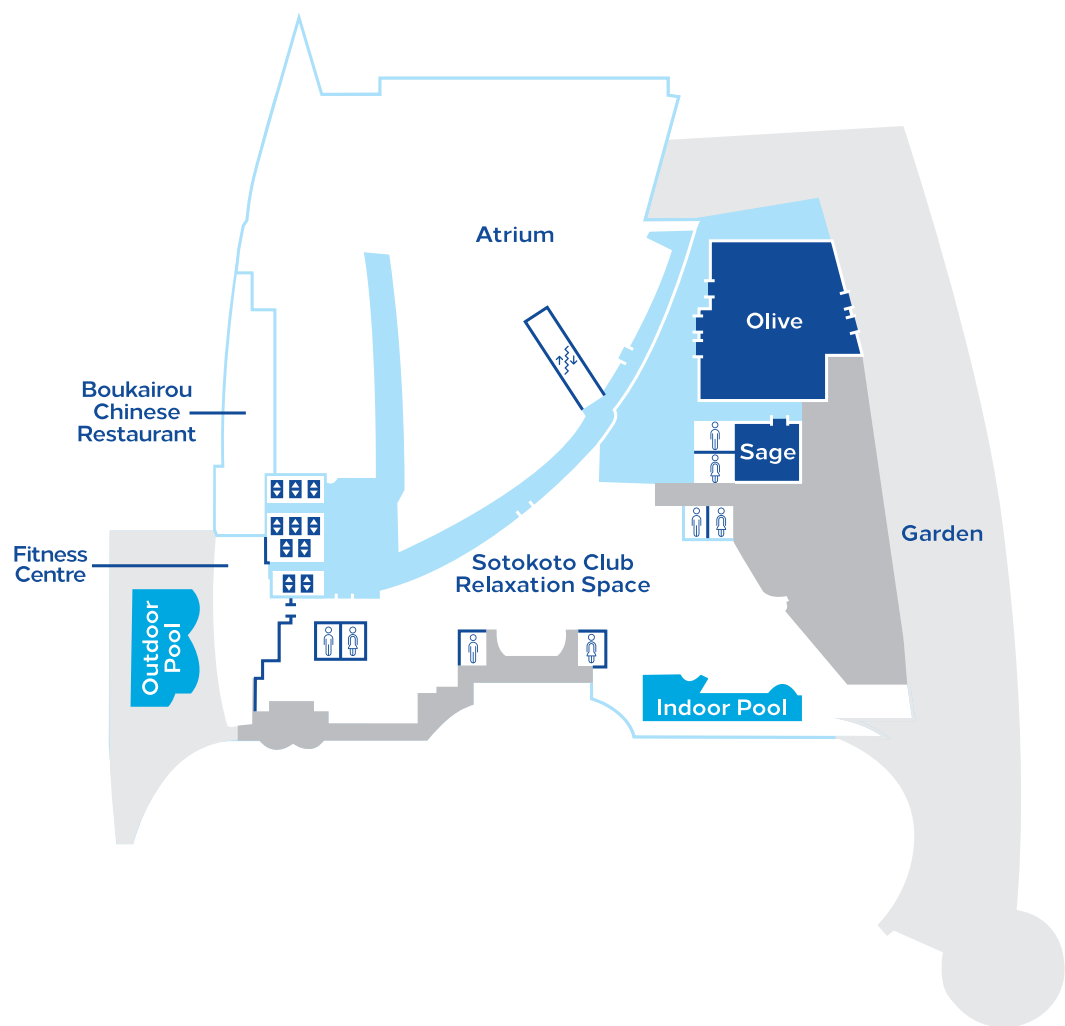 Atrium
Olive
Boukairou
Chinese
Restaurant
Sage
Garden
Fitness
Centre
Sotokoto Club
Relaxation Space
Outdoor
Pool
Indoor Pool